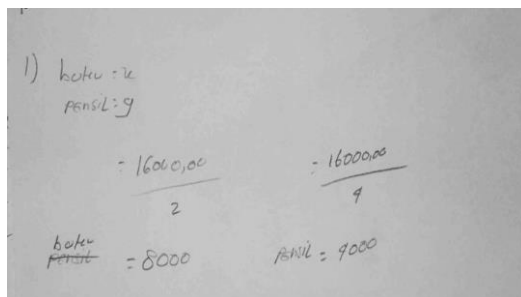 1) buku = x
pensil = y
= 16000,00 = 16000,00
2 4
buku
pensil = 8000 pensil = 4000